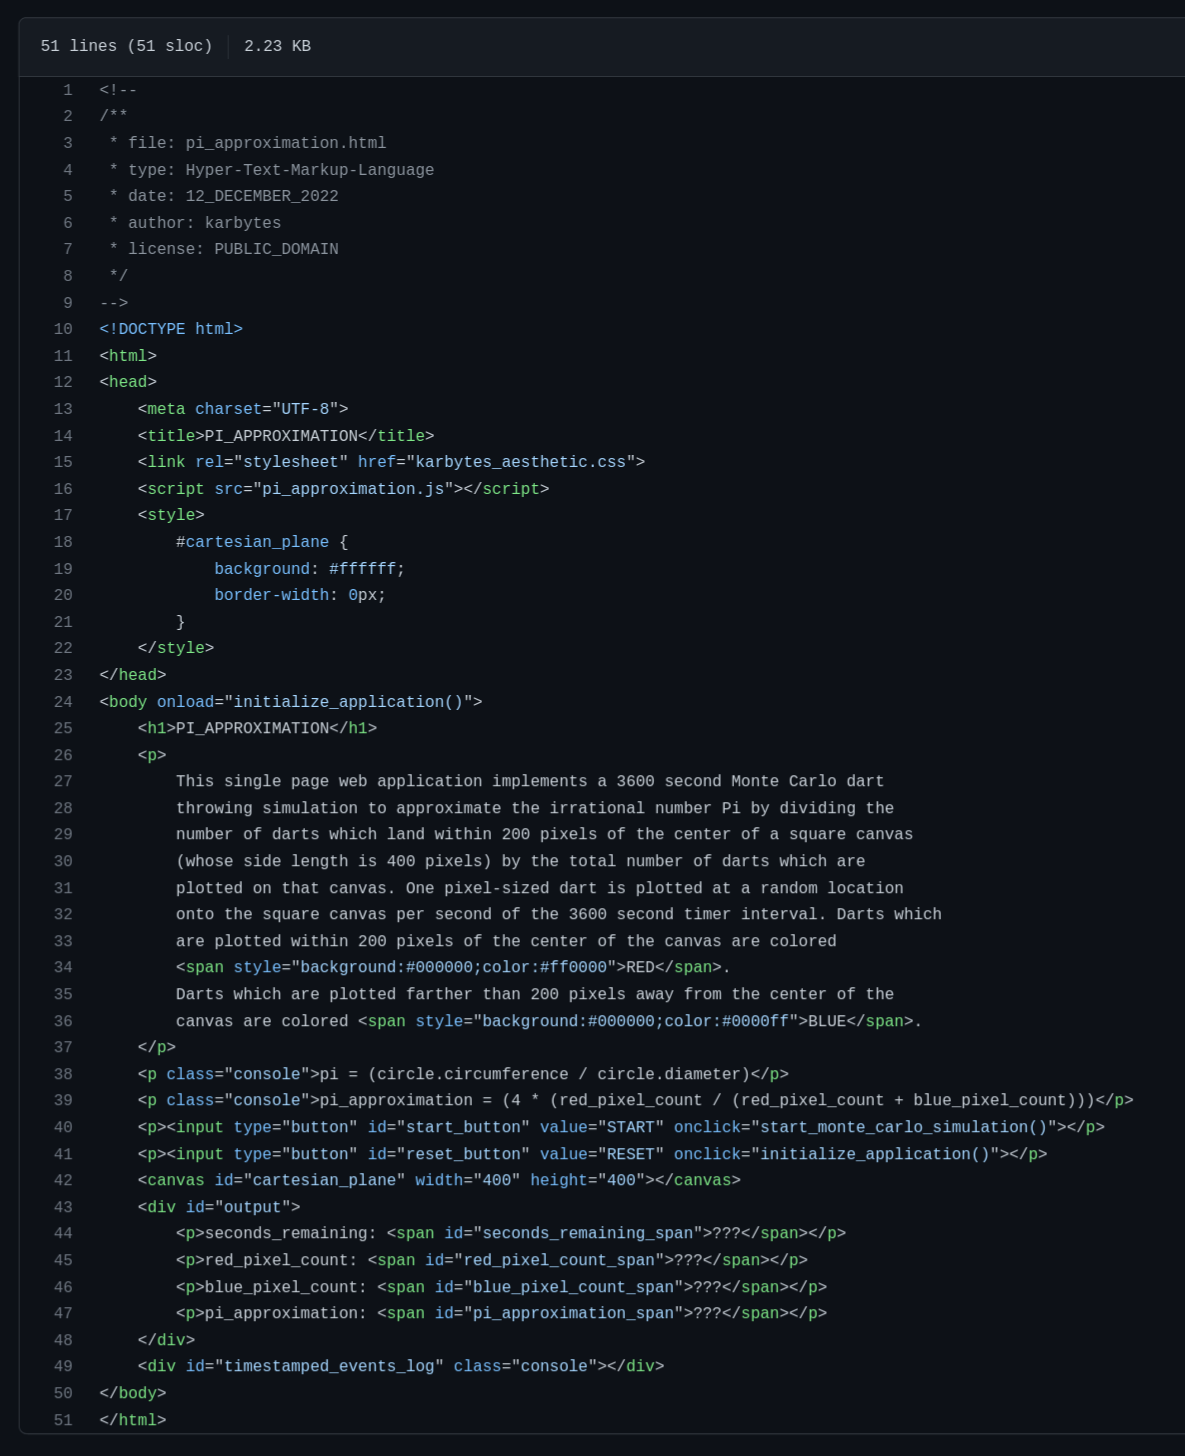 51 lines (51 sloc) 2.23 KB
1 <!--
2 /**
3  * file: pi_approximation.html
4  * type: Hyper-Text-Markup-Language
5  * date: 12_DECEMBER_2022
6  * author: karbytes
7  * license: PUBLIC_DOMAIN
8  */
9 -->
10 <!DOCTYPE html>
11 <html>
12 <head>
13     <meta charset="UTF-8">
14     <title>PI_APPROXIMATION</title>
15     <link rel="stylesheet" href="karbytes_aesthetic.css">
16     <script src="pi_approximation.js"></script>
17     <style>
18         #cartesian_plane {
19             background: #ffffff;
20             border-width: 0px;
21         }
22     </style>
23 </head>
24 <body onload="initialize_application()">
25     <h1>PI_APPROXIMATION</h1>
26     <p>
27         This single page web application implements a 3600 second Monte Carlo dart
28         throwing simulation to approximate the irrational number Pi by dividing the
29         number of darts which land within 200 pixels of the center of a square canvas
30         (whose side length is 400 pixels) by the total number of darts which are
31         plotted on that canvas. One pixel-sized dart is plotted at a random location
32         onto the square canvas per second of the 3600 second timer interval. Darts which
33         are plotted within 200 pixels of the center of the canvas are colored
34         <span style="background:#000000;color:#ff0000">RED</span>.
35         Darts which are plotted farther than 200 pixels away from the center of the
36         canvas are colored <span style="background:#000000;color:#0000ff">BLUE</span>.
37     </p>
38     <p class="console">pi = (circle.circumference / circle.diameter)</p>
39     <p class="console">pi_approximation = (4 * (red_pixel_count / (red_pixel_count + blue_pixel_count)))</p>
40     <p><input type="button" id="start_button" value="START" onclick="start_monte_carlo_simulation()"></p>
41     <p><input type="button" id="reset_button" value="RESET" onclick="initialize_application()"></p>
42     <canvas id="cartesian_plane" width="400" height="400"></canvas>
43     <div id="output">
44         <p>seconds_remaining: <span id="seconds_remaining_span">???</span></p>
45         <p>red_pixel_count: <span id="red_pixel_count_span">???</span></p>
46         <p>blue_pixel_count: <span id="blue_pixel_count_span">???</span></p>
47         <p>pi_approximation: <span id="pi_approximation_span">???</span></p>
48     </div>
49     <div id="timestamped_events_log" class="console"></div>
50 </body>
51 </html>